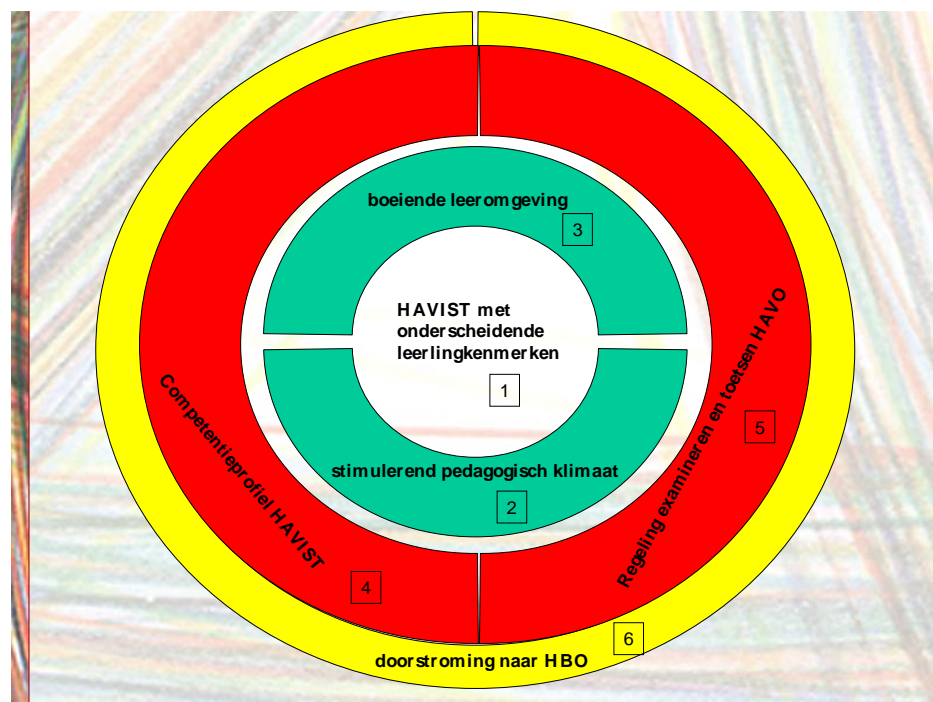 boeiende leeromgeving
3
HAVIST met
onderscheidende
leerlingkenmerken
1
Competentieprofiel HAVIST
4
Regeling examineren en toetsen HAVO
5
stimulerend pedagogisch klimaat
2
6
doorstroming naar HBO